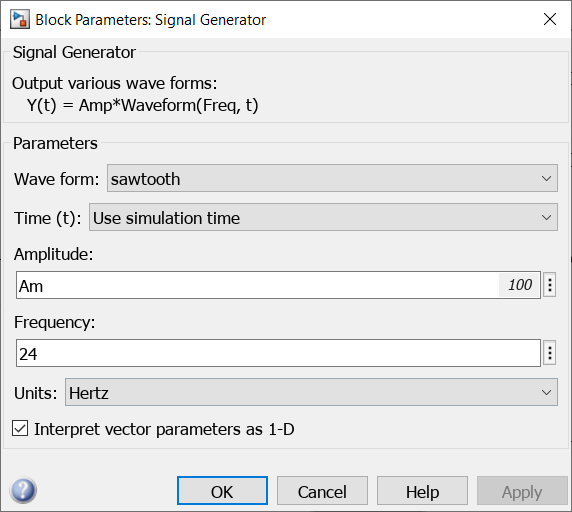 Block Parameters: Signal Generator
Signal Generator
Output various wave forms:
Y(t) = Amp*Waveform(Freq, t)
Parameters
Wave form: sawtooth
Time (t): Use simulation time
Amplitude:
Am 100
Frequency:
24
Units: Hertz
Interpret vector parameters as 1-D
? OK Cancel Help Apply